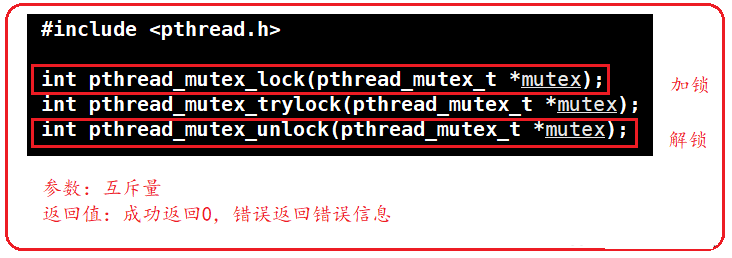 #include <pthread.h>
int pthread_mutex_lock(pthread_mutex_t *mutex);
加锁
int pthread_mutex_trylock(pthread_mutex_t *mutex);
int pthread_mutex_unlock(pthread_mutex_t *mutex);
解锁
参数：互斥量
返回值：成功返回0，错误返回错误信息